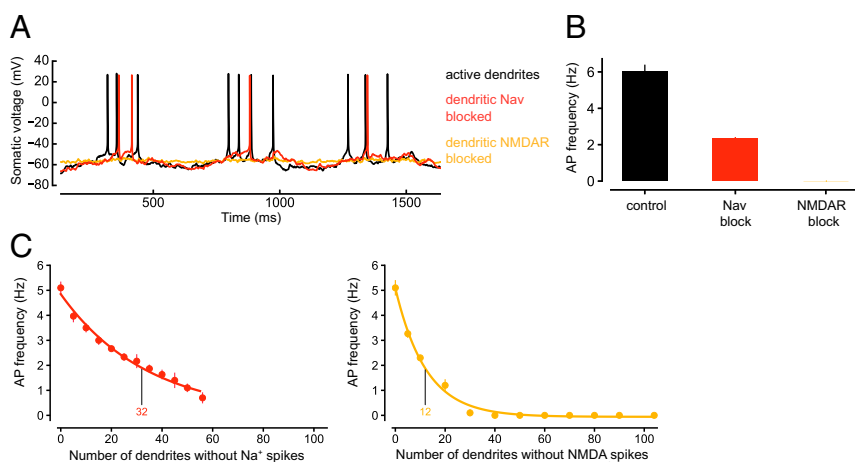 A
Somatic voltage (mV)
40
20
0
−20
−40
−60
−80
500
1000
1500
Time (ms)
active dendrites
dendritic Nav
blocked
dendritic NMDAR
blocked
B
AP frequency (Hz)
6
4
2
0
control
Nav
block
NMDAR
block
C
AP frequency (Hz)
6
5
4
3
2
1
0
32
0
20
40
60
80
100
Number of dendrites without Na⁺ spikes
AP frequency (Hz)
6
5
4
3
2
1
0
12
0
20
40
60
80
100
Number of dendrites without NMDA spikes